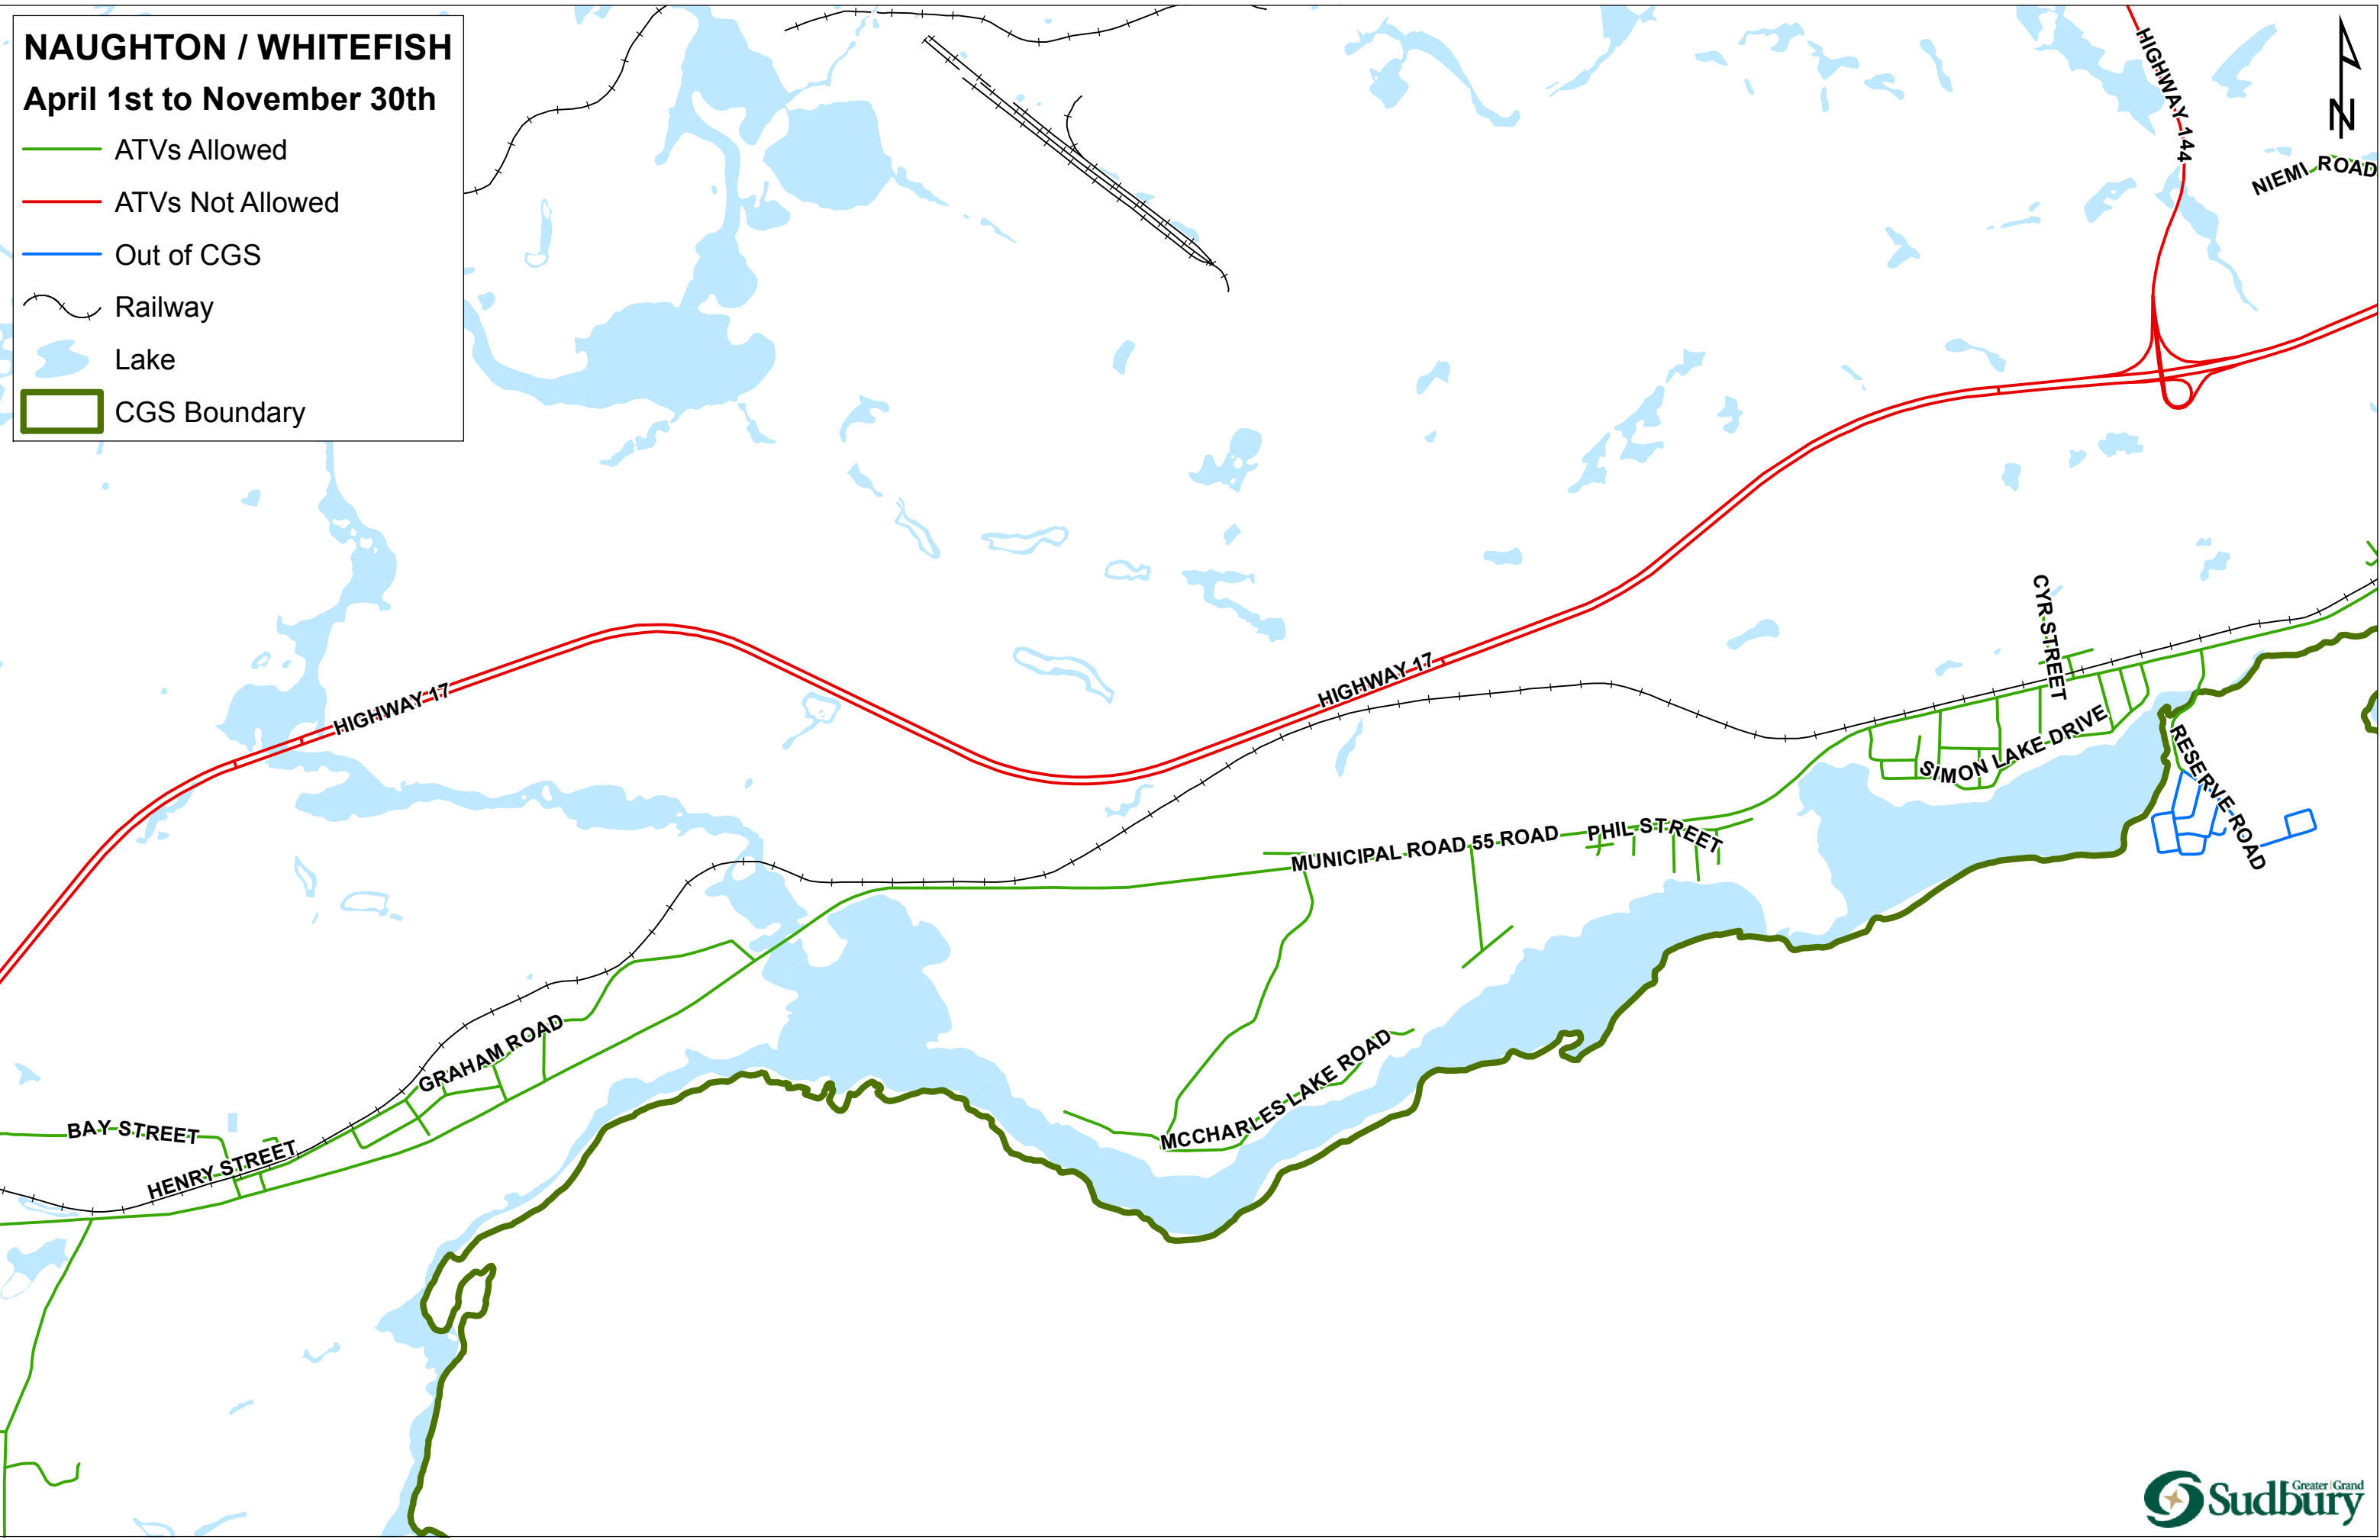 NAUGHTON / WHITEFISH
April 1st to November 30th
ATVs Allowed
ATVs Not Allowed
Out of CGS
Railway
Lake
CGS Boundary
HIGHWAY 144
N
NIEMI ROAD
CYR STREET
HIGHWAY 17
HIGHWAY 17
SIMON LAKE DRIVE
RESERVE ROAD
MUNICIPAL ROAD 55 ROAD
PHIL STREET
GRAHAM ROAD
MCCHARLES LAKE ROAD
BAY STREET
HENRY STREET
Greater Grand
Sudbury